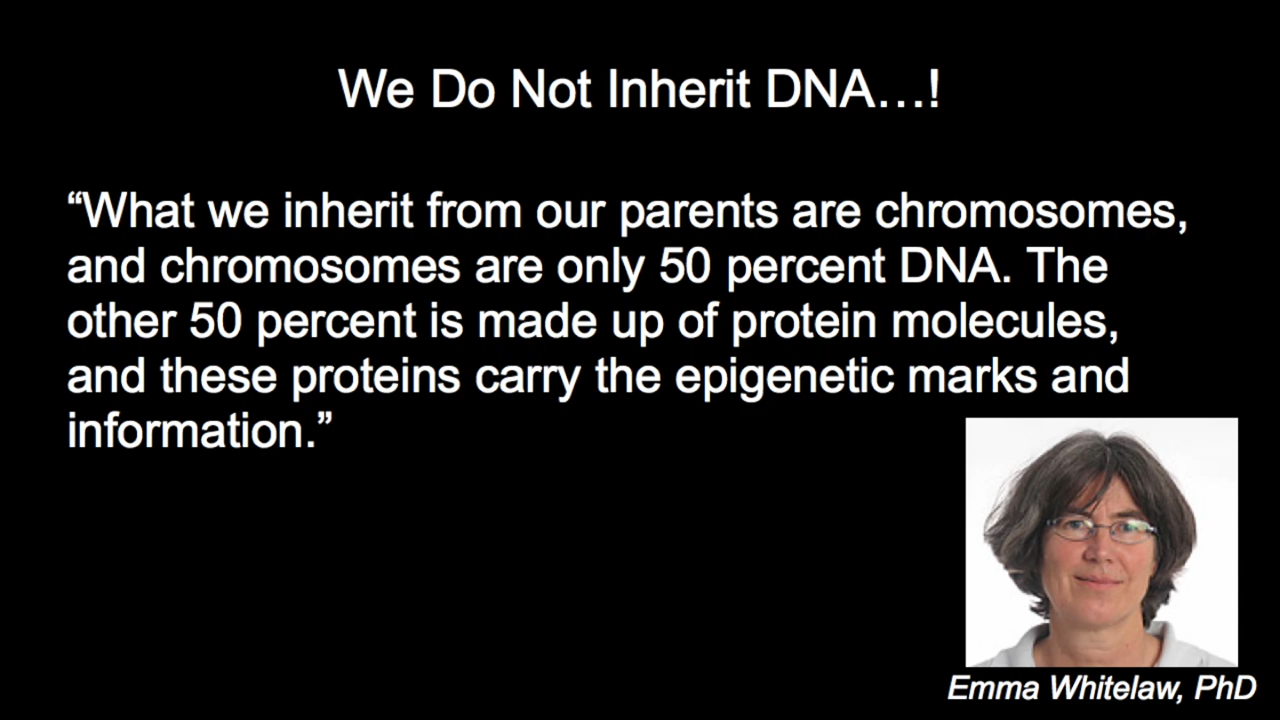 We Do Not Inherit DNA…!
“What we inherit from our parents are chromosomes,
and chromosomes are only 50 percent DNA. The
other 50 percent is made up of protein molecules,
and these proteins carry the epigenetic marks and
information.”
Emma Whitelaw, PhD